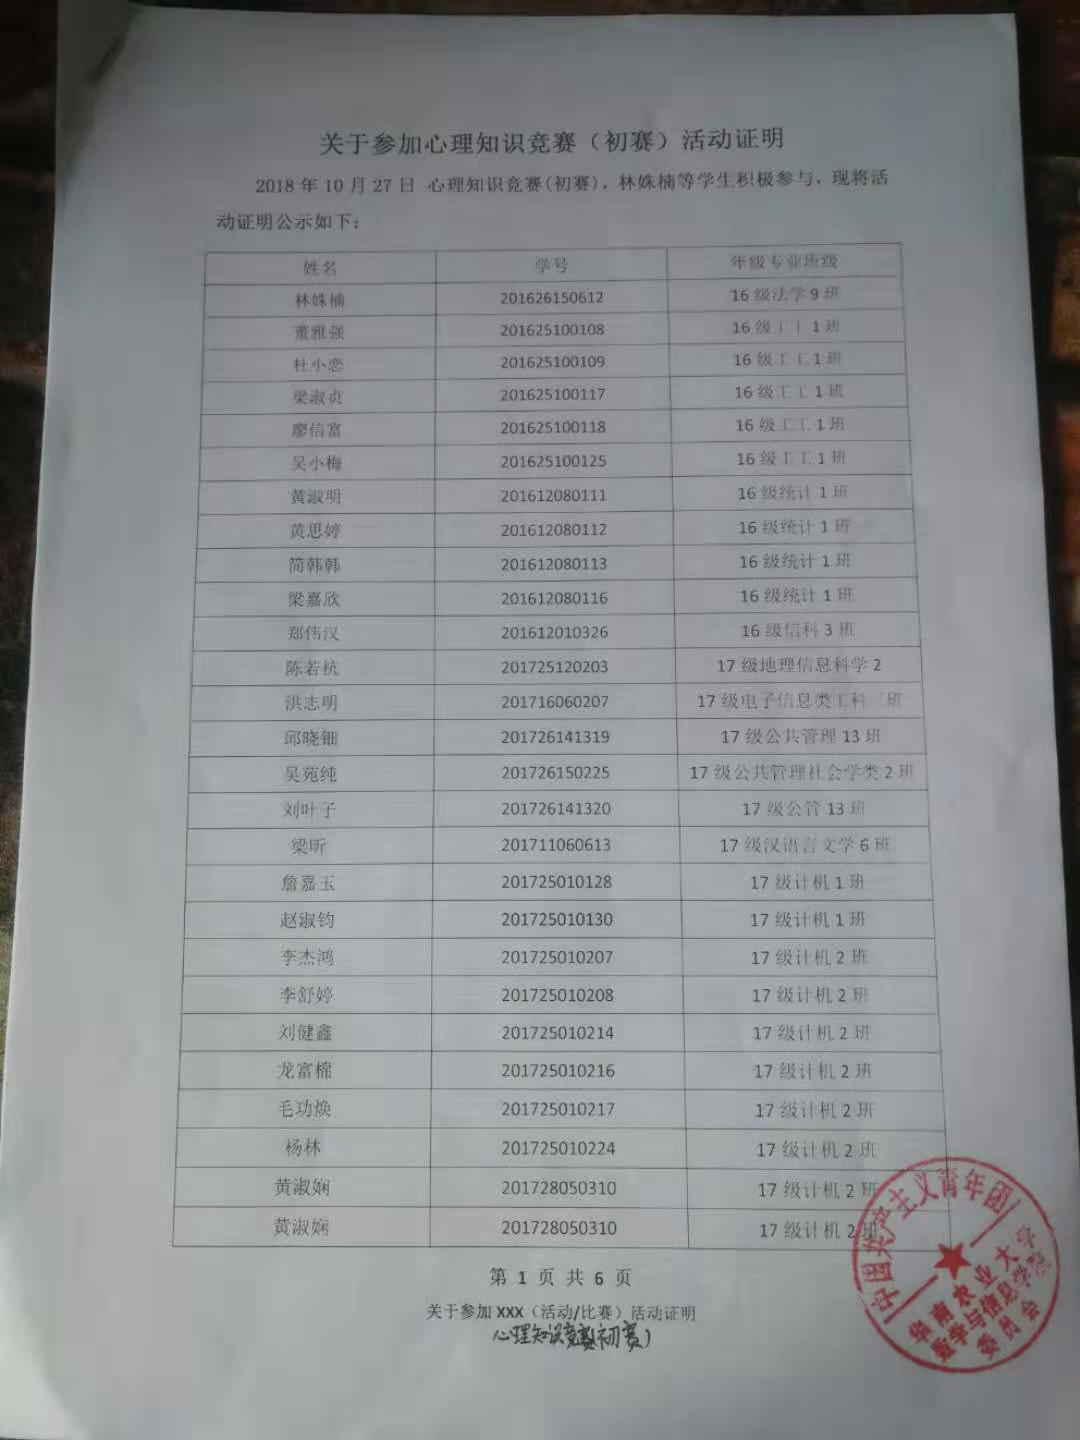 关于参加心理知识竞赛（初赛）活动证明
2018 年 10 月 27 日 心理知识竞赛(初赛)，林姝楠等学生积极参与，现将活
动证明公示如下：
姓名 学号 年级专业班级
林姝楠 201626150612 16 级法学 9 班
董雅强 201625100108 16 级工工 1 班
杜小恋 201625100109 16 级工工 1 班
梁淑贞 201625100117 16 级工工 1 班
廖信富 201625100118 16 级工工 1 班
吴小梅 201625100125 16 级工工 1 班
黄淑明 201612080111 16 级统计 1 班
黄思婷 201612080112 16 级统计 1 班
简韩韩 201612080113 16 级统计 1 班
梁嘉欣 201612080116 16 级统计 1 班
郑伟汉 201612010326 16 级信科 3 班
陈若杭 201725120203 17 级地理信息科学 2
洪志明 201716060207 17 级电子信息类工科二班
邱晓钿 201726141319 17 级公共管理 13 班
吴苑纯 201726150225 17 级公共管理社会学类 2 班
刘叶子 201726141320 17 级公管 13 班
梁昕 201711060613 17 级汉语言文学 6 班
詹嘉玉 201725010128 17 级计机 1 班
赵淑钧 201725010130 17 级计机 1 班
李杰鸿 201725010207 17 级计机 2 班
李舒婷 201725010208 17 级计机 2 班
刘健鑫 201725010214 17 级计机 2 班
龙富棉 201725010216 17 级计机 2 班
毛功焕 201725010217 17 级计机 2 班
杨林 201725010224 17 级计机 2 班
黄淑娴 201728050310 17 级计机 2 班
黄淑娴 201728050310 17 级计机 2 班
第 1 页 共 6 页
关于参加 XXX（活动/比赛）活动证明
心理知识竞赛(初赛)
中国共产主义青年团
华南农业大学
数学与信息学院
委员会